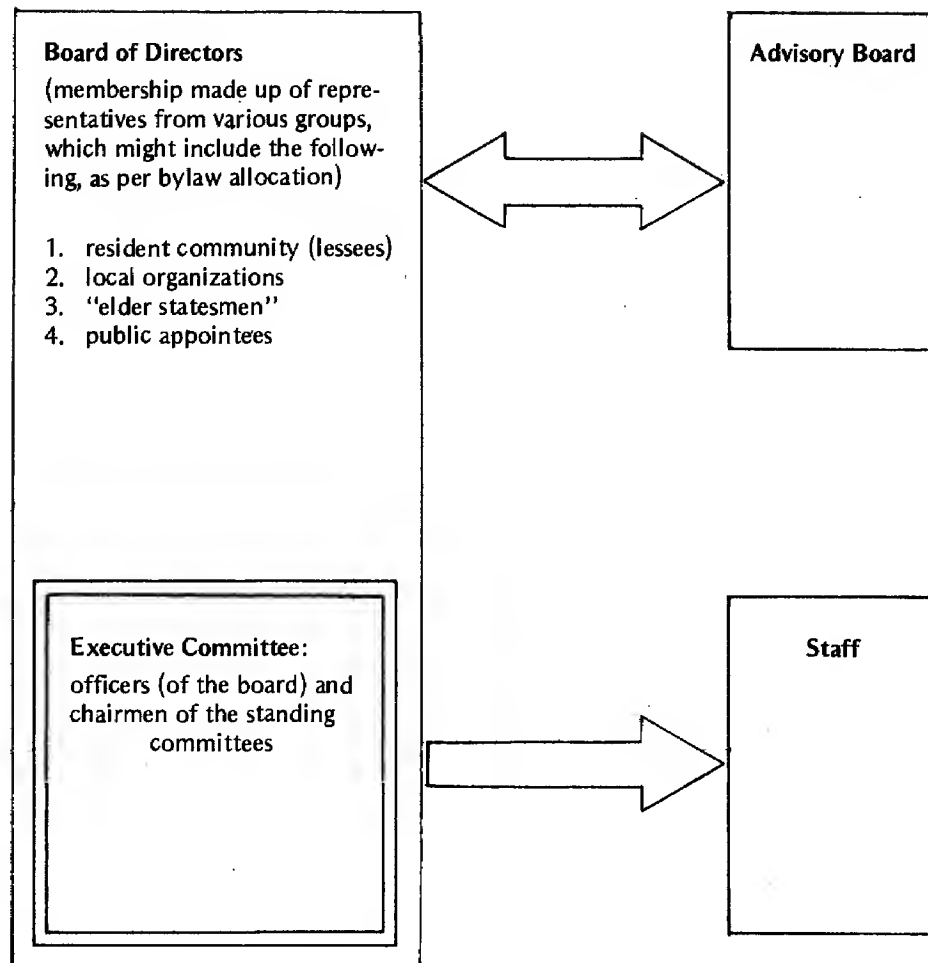 Board of Directors
(membership made up of repre-
sentatives from various groups,
which might include the follow-
ing, as per bylaw allocation)
1. resident community (lessees)
2. local organizations
3. “elder statesmen”
4. public appointees
Executive Committee:
officers (of the board) and
chairmen of the standing
committees
Advisory Board
Staff